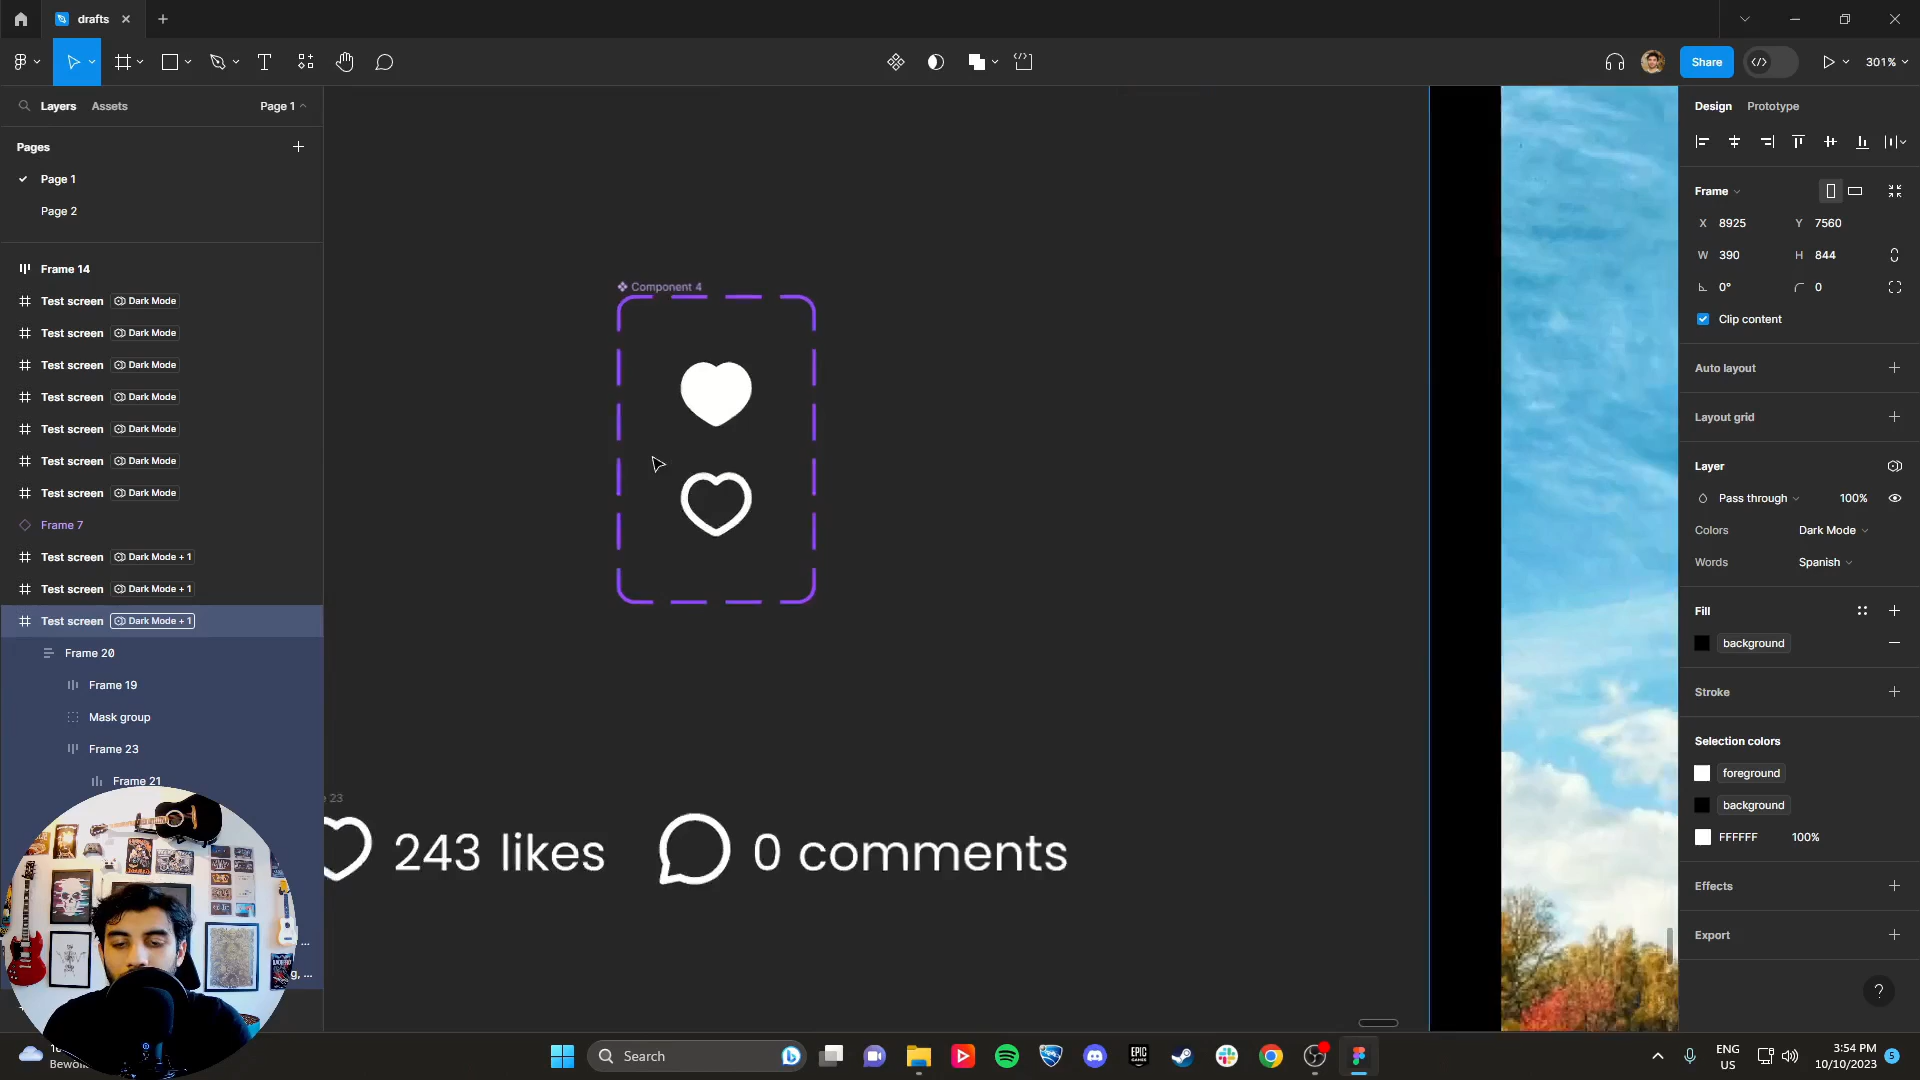 drafts
301%
Share
Layers
Assets
Page 1
Pages
Page 1
Page 2
Frame 14
Test screen Dark Mode
Test screen Dark Mode
Test screen Dark Mode
Test screen Dark Mode
Test screen Dark Mode
Test screen Dark Mode
Test screen Dark Mode
Frame 7
Test screen Dark Mode + 1
Test screen Dark Mode + 1
Test screen Dark Mode + 1
Frame 20
Frame 19
Mask group
Frame 23
Frame 21
...
g, ...
Component 4
23
243 likes
0 comments
Design
Prototype
Frame
X 8925 Y 7560
W 390 H 844
0° 0
Clip content
Auto layout
Layout grid
Layer
Pass through 100%
Colors Dark Mode
Words Spanish
Fill
background
Stroke
Selection colors
foreground
background
FFFFFF 100%
Effects
Export
?
Search
EPIC GAMES
ENG
US
3:54 PM
10/10/2023
5